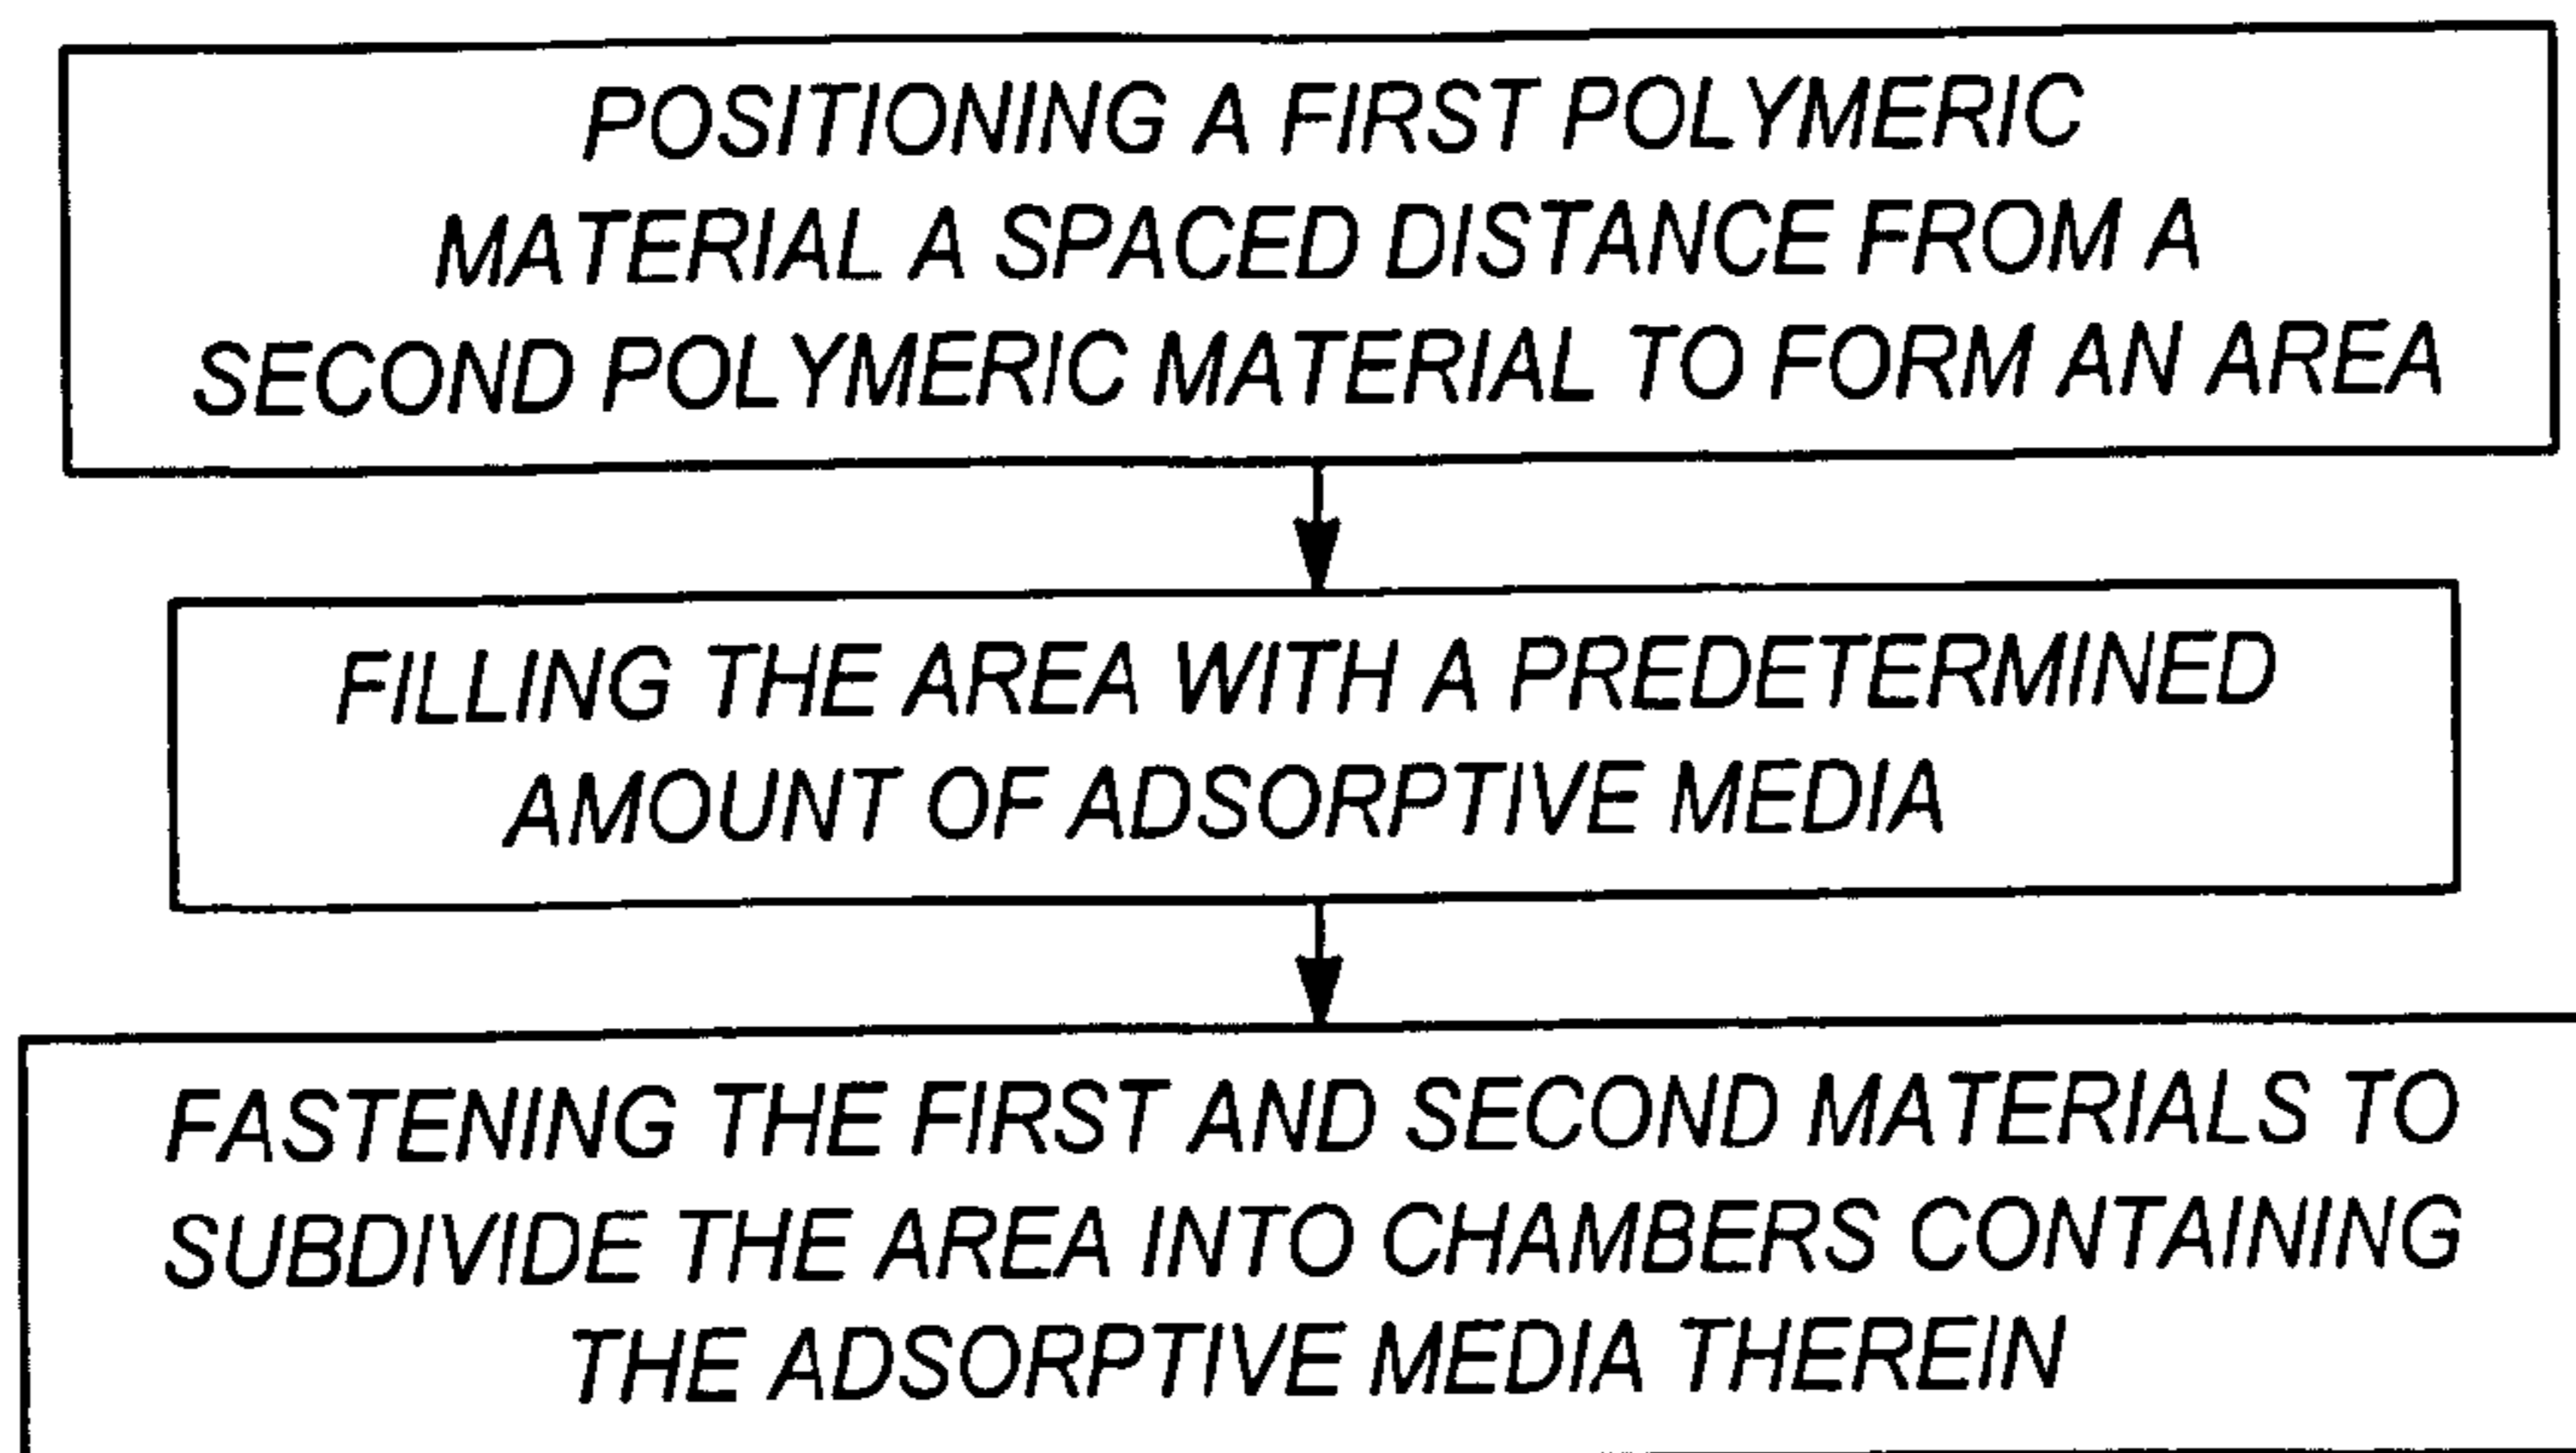 POSITIONING A FIRST POLYMERIC
MATERIAL A SPACED DISTANCE FROM A
SECOND POLYMERIC MATERIAL TO FORM AN AREA
FILLING THE AREA WITH A PREDETERMINED
AMOUNT OF ADSORPTIVE MEDIA
FASTENING THE FIRST AND SECOND MATERIALS TO
SUBDIVIDE THE AREA INTO CHAMBERS CONTAINING
THE ADSORPTIVE MEDIA THEREIN